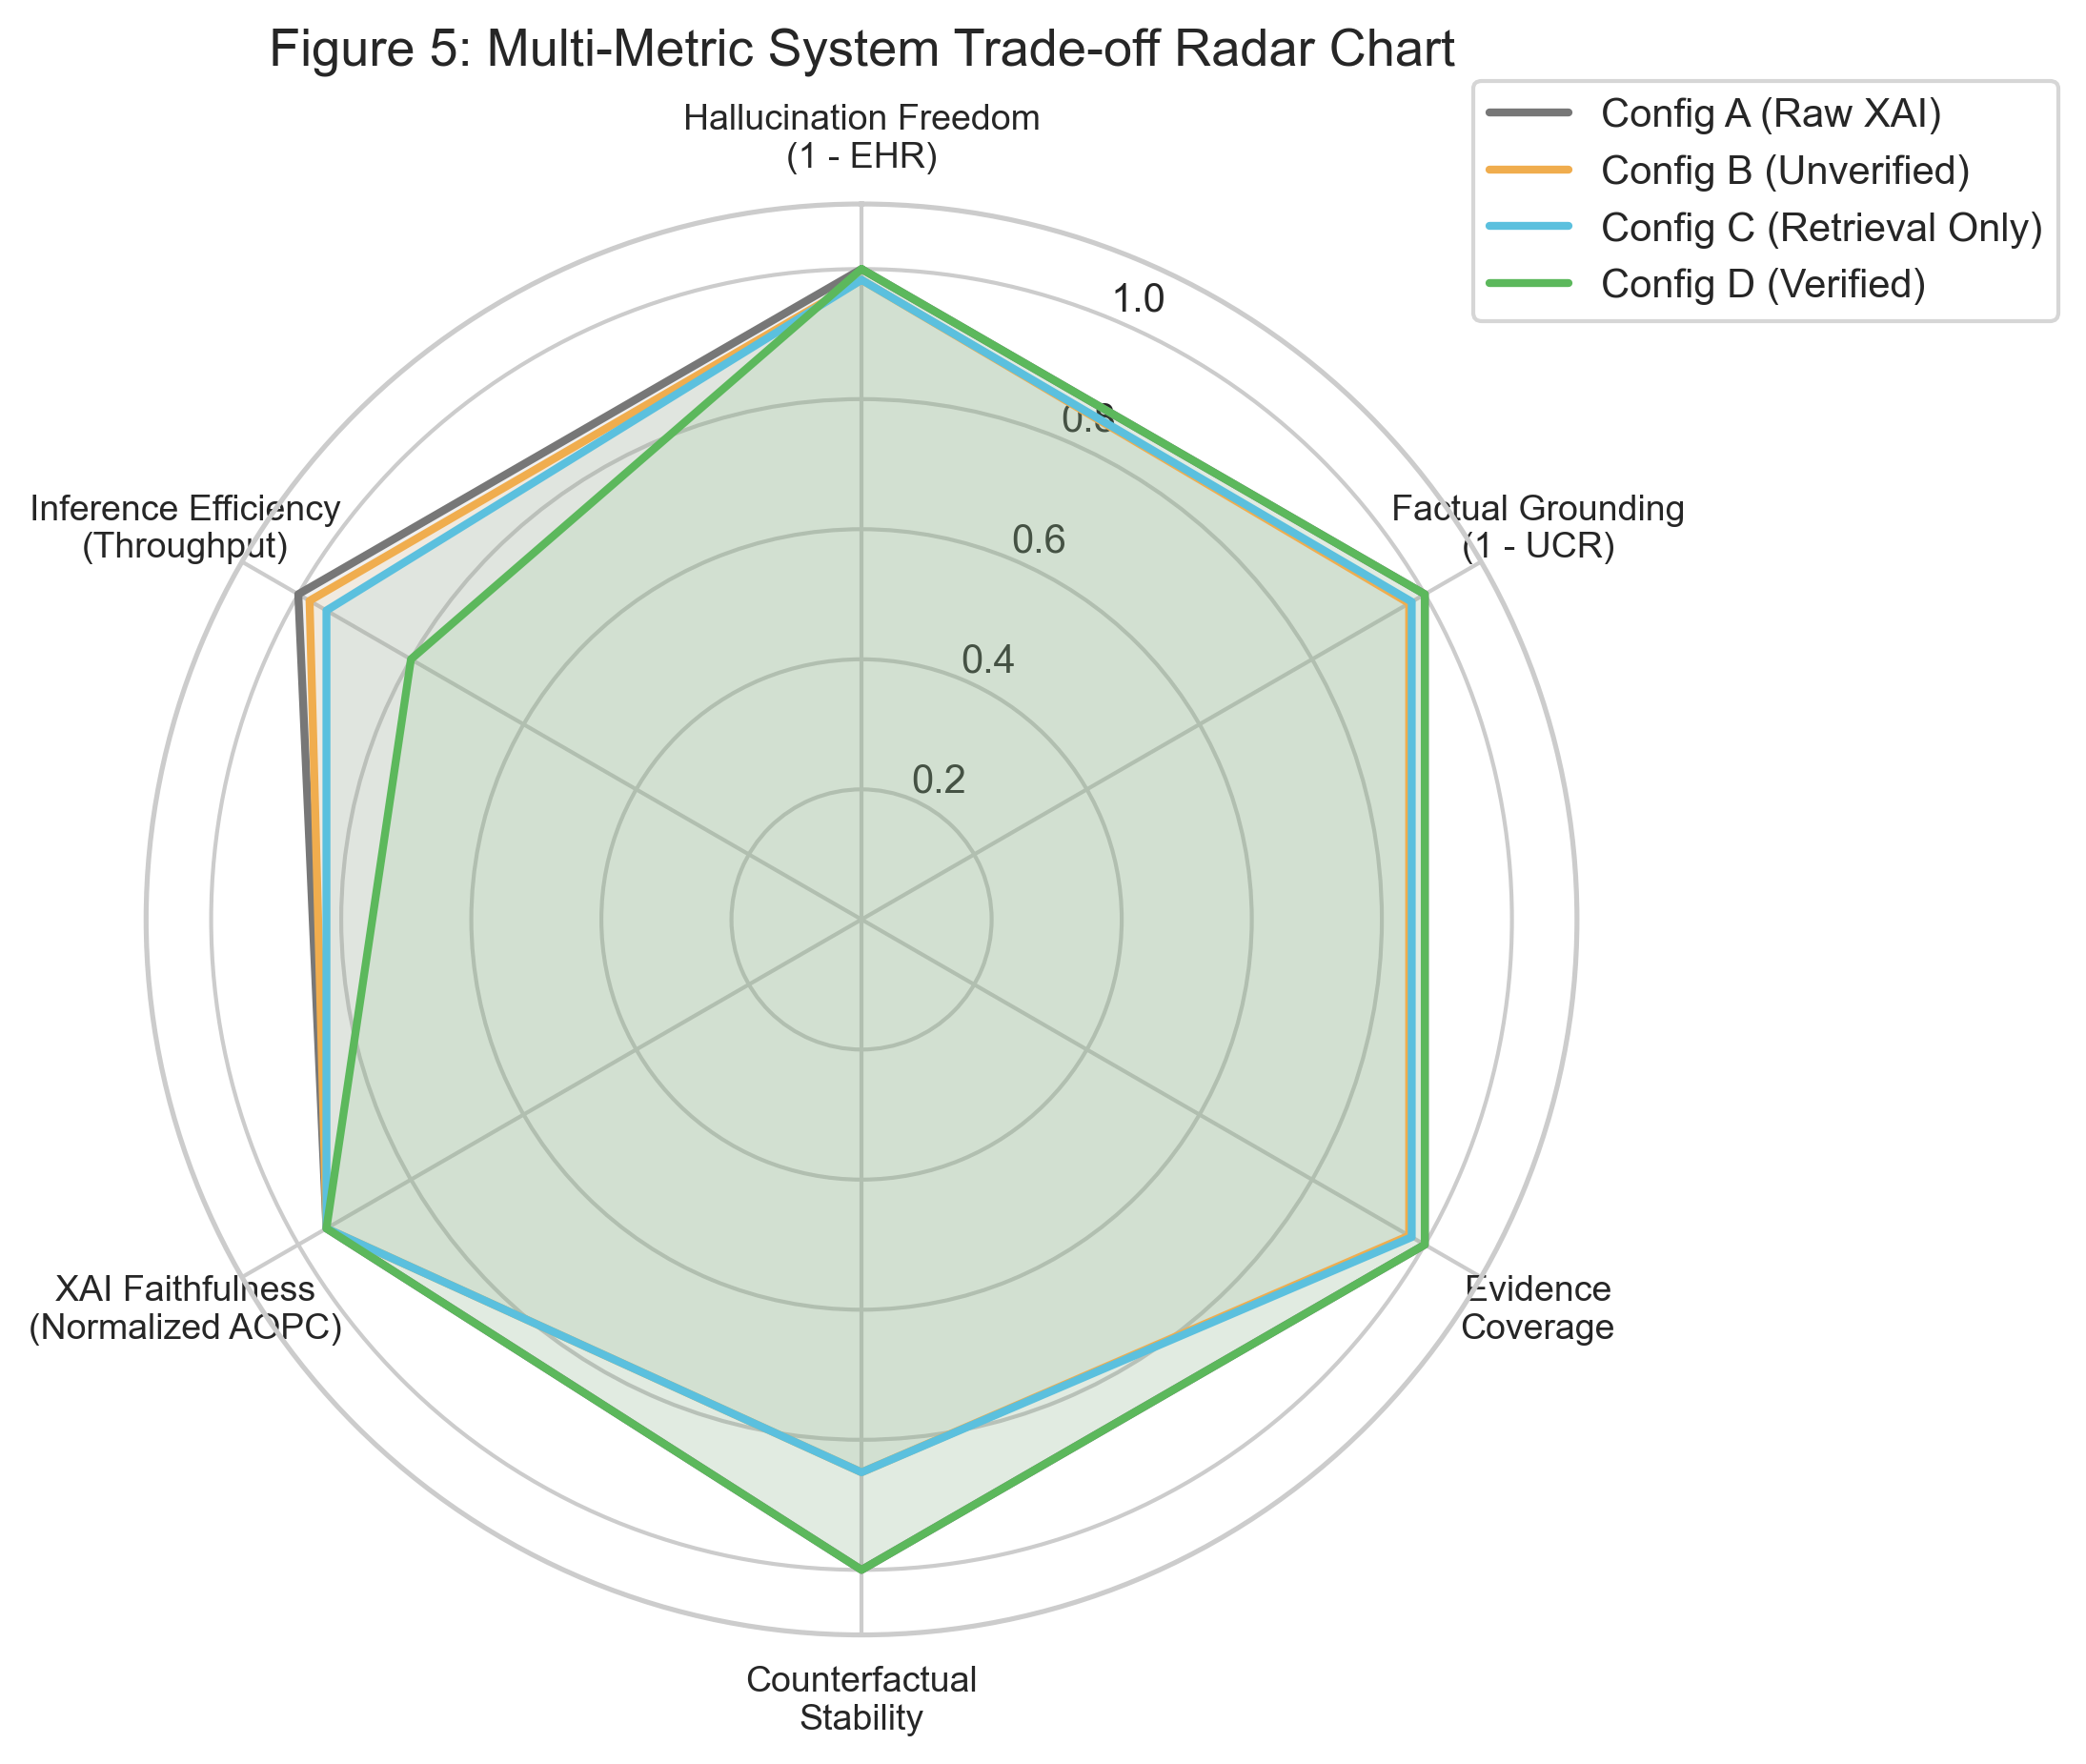 Figure 5: Multi-Metric System Trade-off Radar Chart
Config A (Raw XAI)
Config B (Unverified)
Config C (Retrieval Only)
Config D (Verified)
Hallucination Freedom
(1 - EHR)
1.0
0.8
0.6
0.4
0.2
Inference Efficiency
(Throughput)
Factual Grounding
(1 - UCR)
XAI Faithfulness
(Normalized AOPC)
Evidence
Coverage
Counterfactual
Stability